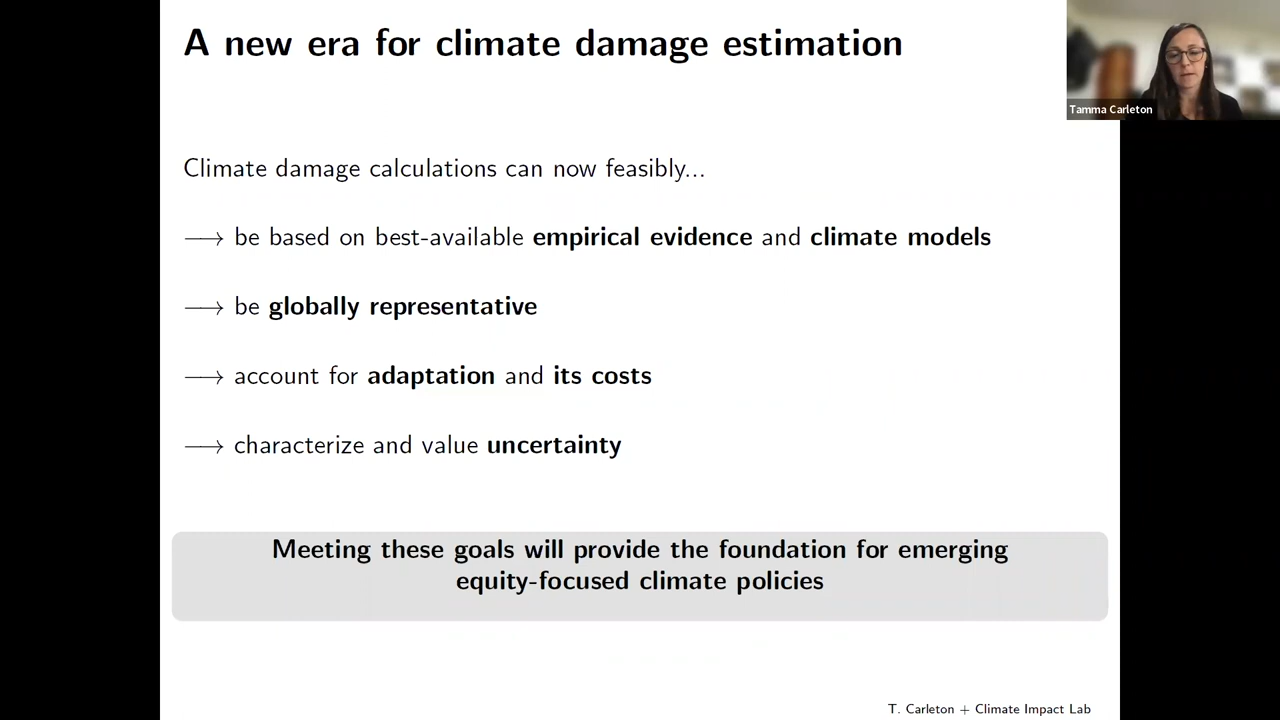 A new era for climate damage estimation
Tamma Carleton
Climate damage calculations can now feasibly...
⟶ be based on best-available empirical evidence and climate models
⟶ be globally representative
⟶ account for adaptation and its costs
⟶ characterize and value uncertainty
Meeting these goals will provide the foundation for emerging
equity-focused climate policies
T. Carleton + Climate Impact Lab